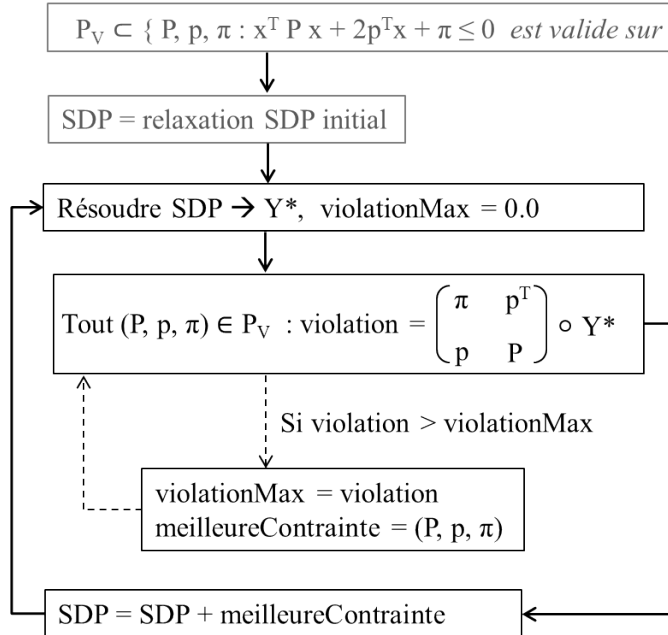 P_V ⊂ { P, p, π : x^T P x + 2p^T x + π ≤ 0 est valide sur
SDP = relaxation SDP initial
Résoudre SDP → Y*, violationMax = 0.0
Tout (P, p, π) ∈ P_V : violation = ( π p^T
p P ) ∘ Y*
Si violation > violationMax
violationMax = violation
meilleureContrainte = (P, p, π)
SDP = SDP + meilleureContrainte